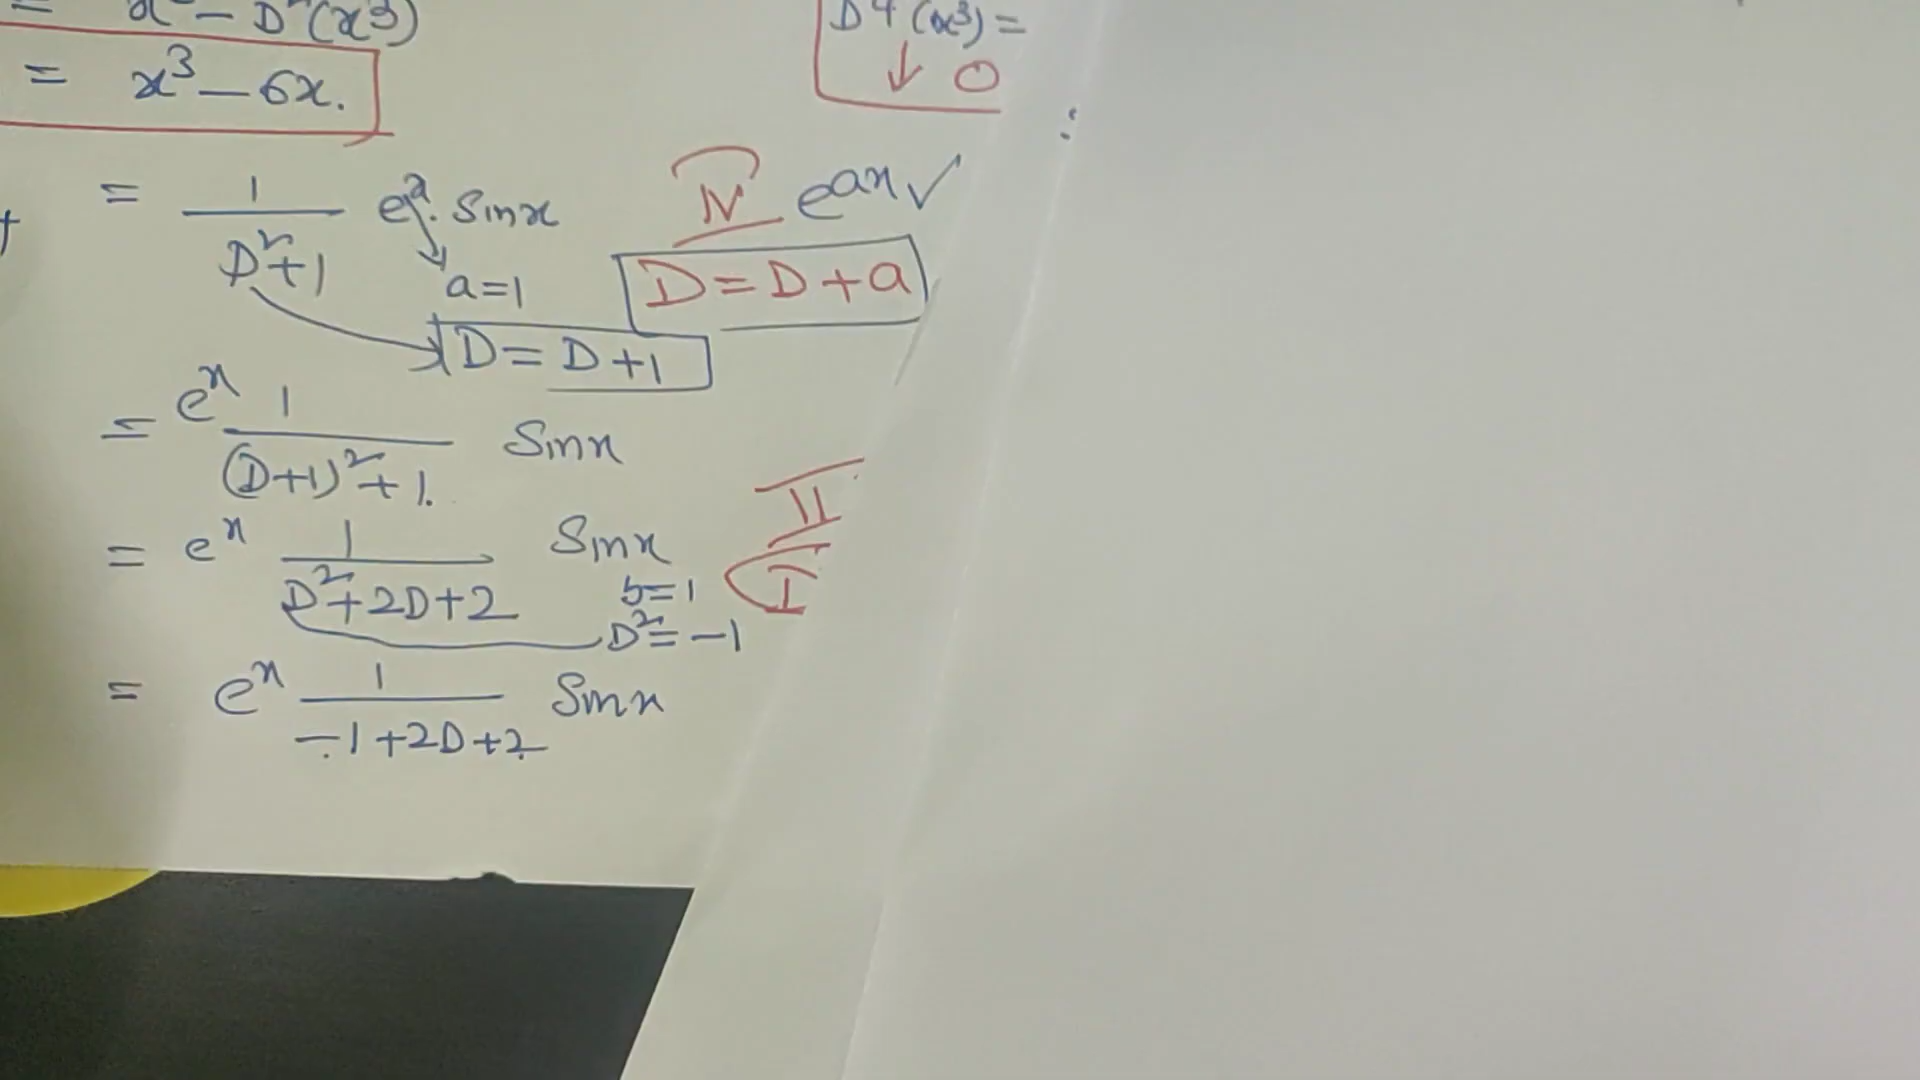 = x³ - 6x.
D⁴ (x³) =
↓ 0
= 1/(D²+1) eˣ. Sinx
a=1
D = D+1
IV eᵃˣ ✓
D = D + a
= eˣ 1/((D+1)²+1.) Sinx
= eˣ 1/(D²+2D+2) Sinx
b=1
D² = -1
II
I
= eˣ 1/(-1+2D+2) Sinx